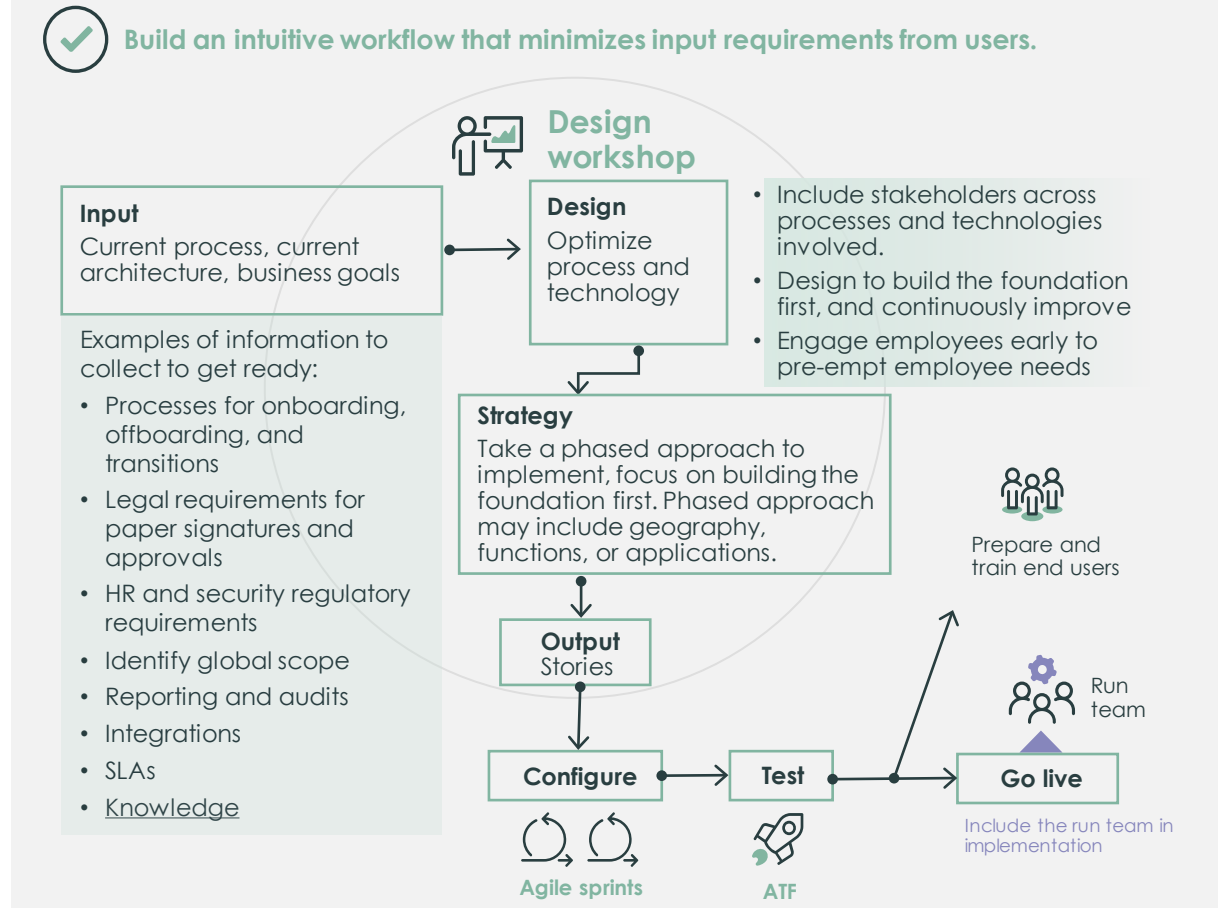 Build an intuitive workflow that minimizes input requirements from users.
Design
workshop
Input
Current process, current
architecture, business goals
Examples of information to
collect to get ready:
• Processes for onboarding,
offboarding, and
transitions
• Legal requirements for
paper signatures and
approvals
• HR and security regulatory
requirements
• Identify global scope
• Reporting and audits
• Integrations
• SLAs
• Knowledge
Design
Optimize
process and
technology
• Include stakeholders across
processes and technologies
involved.
• Design to build the foundation
first, and continuously improve
• Engage employees early to
pre-empt employee needs
Strategy
Take a phased approach to
implement, focus on building the
foundation first. Phased approach
may include geography,
functions, or applications.
Output
Stories
Configure
Agile sprints
Test
ATF
Prepare and
train end users
Run
team
Go live
Include the run team in
implementation